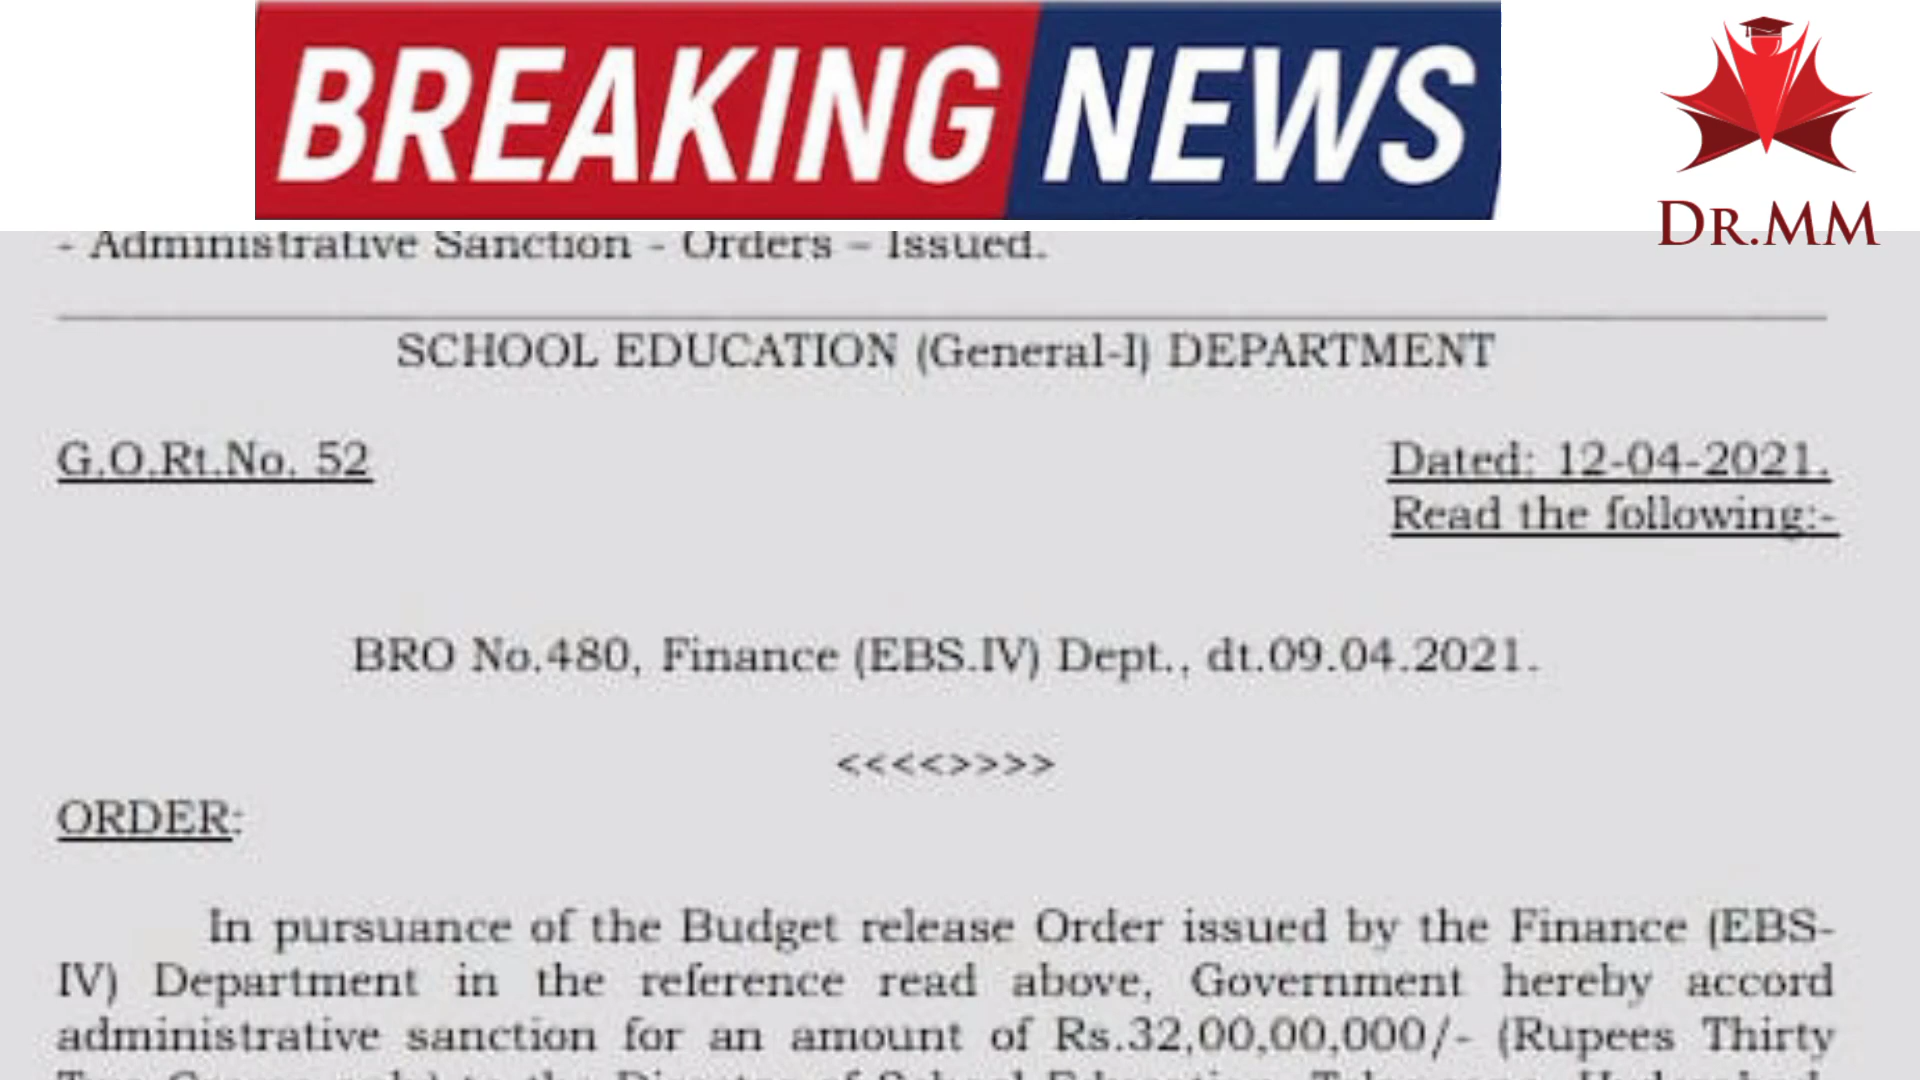 BREAKING NEWS
DR.MM
- Administrative Sanction - Orders – Issued.
SCHOOL EDUCATION (General-I) DEPARTMENT
G.O.Rt.No. 52
Dated: 12-04-2021.
Read the following:-
BRO No.480, Finance (EBS.IV) Dept., dt.09.04.2021.
<<<<>>>>
ORDER:
In pursuance of the Budget release Order issued by the Finance (EBS-
IV) Department in the reference read above, Government hereby accord
administrative sanction for an amount of Rs.32,00,00,000/- (Rupees Thirty